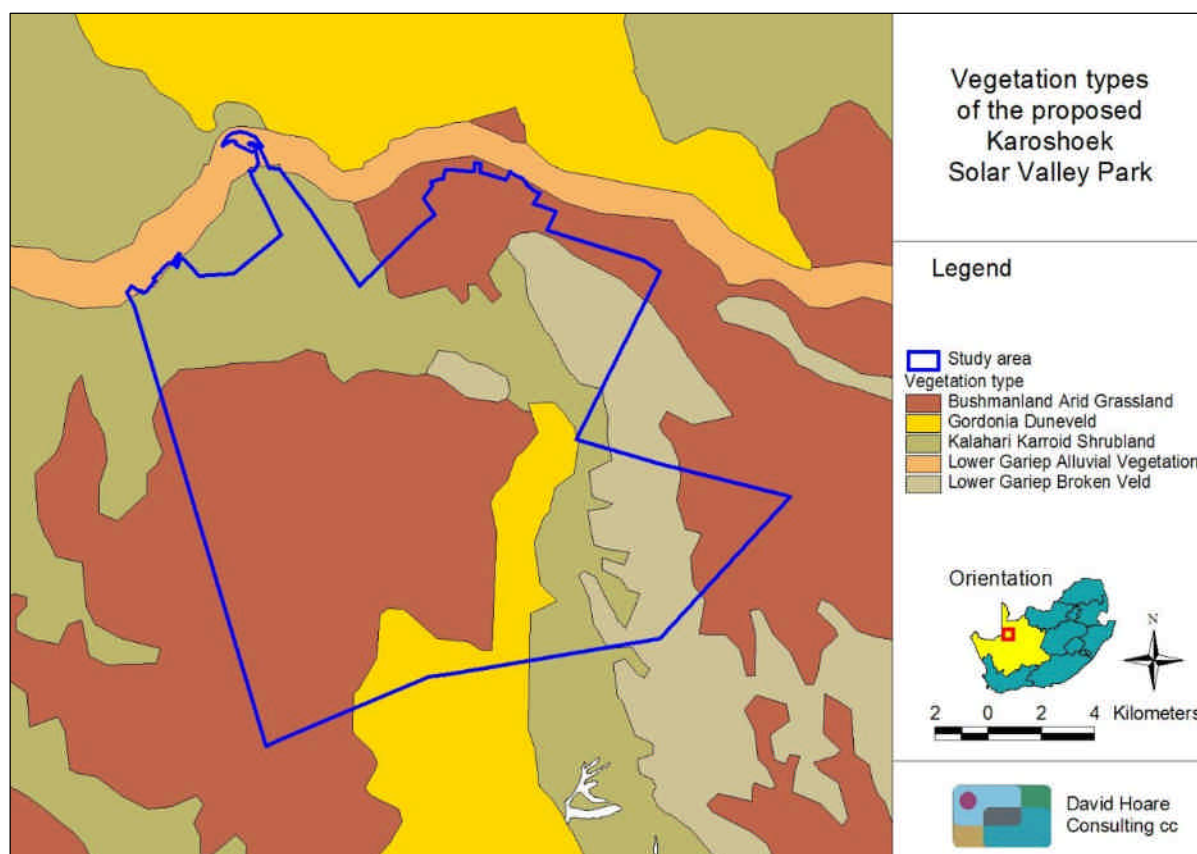 Vegetation types
of the proposed
Karoshoek
Solar Valley Park
Legend
Study area
Vegetation type
Bushmanland Arid Grassland
Gordonia Duneveld
Kalahari Karroid Shrubland
Lower Gariep Alluvial Vegetation
Lower Gariep Broken Veld
Orientation
N
2 0 2 4 Kilometers
David Hoare
Consulting cc